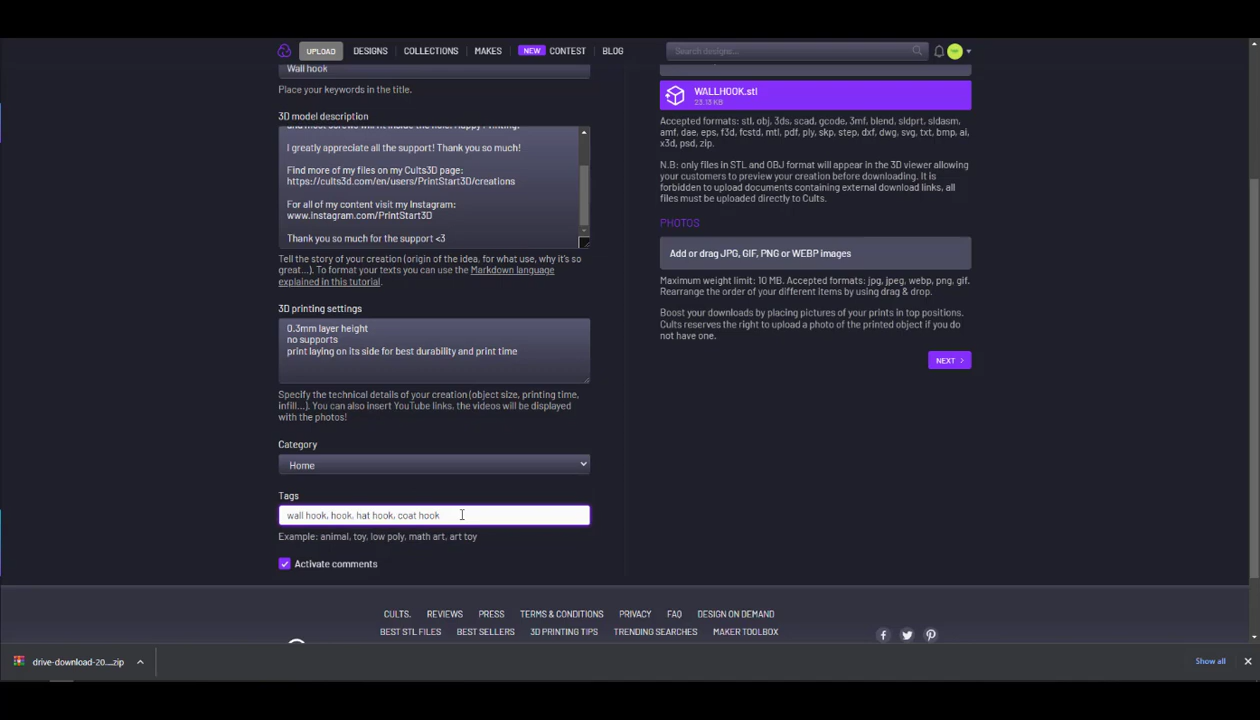 UPLOAD DESIGNS COLLECTIONS MAKES NEW CONTEST BLOG Search designs...
Wall hook
Place your keywords in the title.
3D model description
I greatly appreciate all the support! Thank you so much!
Find more of my files on my Cults3D page:
https://cults3d.com/en/users/PrintStart3D/creations
For all of my content visit my Instagram:
www.instagram.com/PrintStart3D
Thank you so much for the support <3
Tell the story of your creation (origin of the idea, for what use, why it's so
great...). To format your texts you can use the Markdown language
explained in this tutorial.
3D printing settings
0.3mm layer height
no supports
print laying on its side for best durability and print time
Specify the technical details of your creation (object size, printing time,
infill...). You can also insert YouTube links, the videos will be displayed
with the photos!
Category
Home
Tags
wall hook, hook, hat hook, coat hook
Example: animal, toy, low poly, math art, art toy
Activate comments
WALLHOOK.stl
23.13 KB
Accepted formats: stl, obj, 3ds, scad, gcode, 3mf, blend, sldprt, sldasm,
amf, dae, eps, f3d, fcstd, mtl, pdf, ply, skp, step, dxf, dwg, svg, txt, bmp, ai,
x3d, psd, zip.
N.B: only files in STL and OBJ format will appear in the 3D viewer allowing
your customers to preview your creation before downloading. It is
forbidden to upload documents containing external download links, all
files must be uploaded directly to Cults.
PHOTOS
Add or drag JPG, GIF, PNG or WEBP images
Maximum weight limit: 10 MB. Accepted formats: jpg, jpeg, webp, png, gif.
Rearrange the order of your different items by using drag & drop.
Boost your downloads by placing pictures of your prints in top positions.
Cults reserves the right to upload a photo of the printed object if you do
not have one.
NEXT
CULTS. REVIEWS PRESS TERMS & CONDITIONS PRIVACY FAQ DESIGN ON DEMAND
BEST STL FILES BEST SELLERS 3D PRINTING TIPS TRENDING SEARCHES MAKER TOOLBOX
drive-download-20....zip
Show all